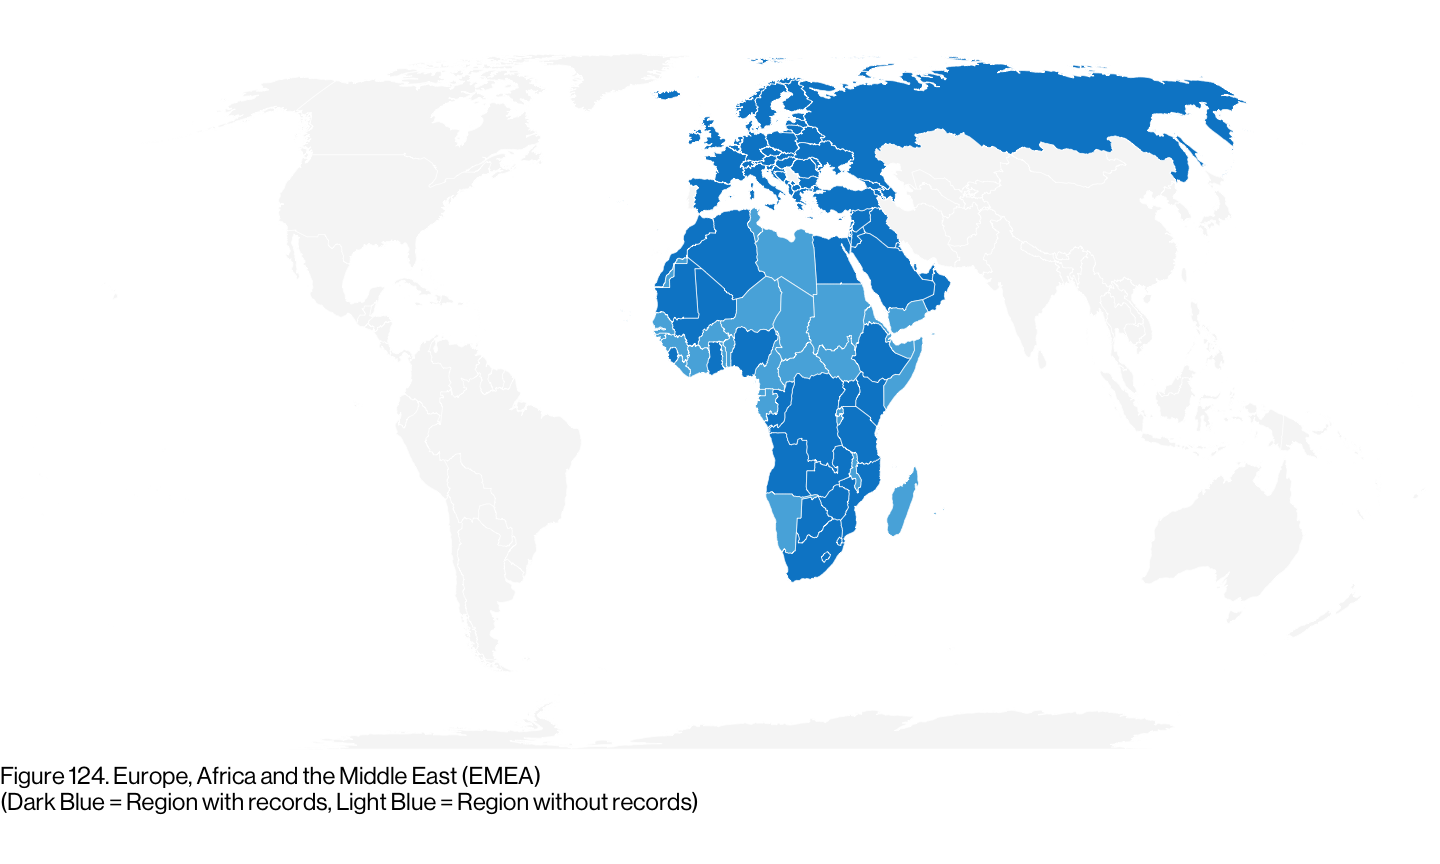 Figure 124. Europe, Africa and the Middle East (EMEA)
(Dark Blue = Region with records, Light Blue = Region without records)